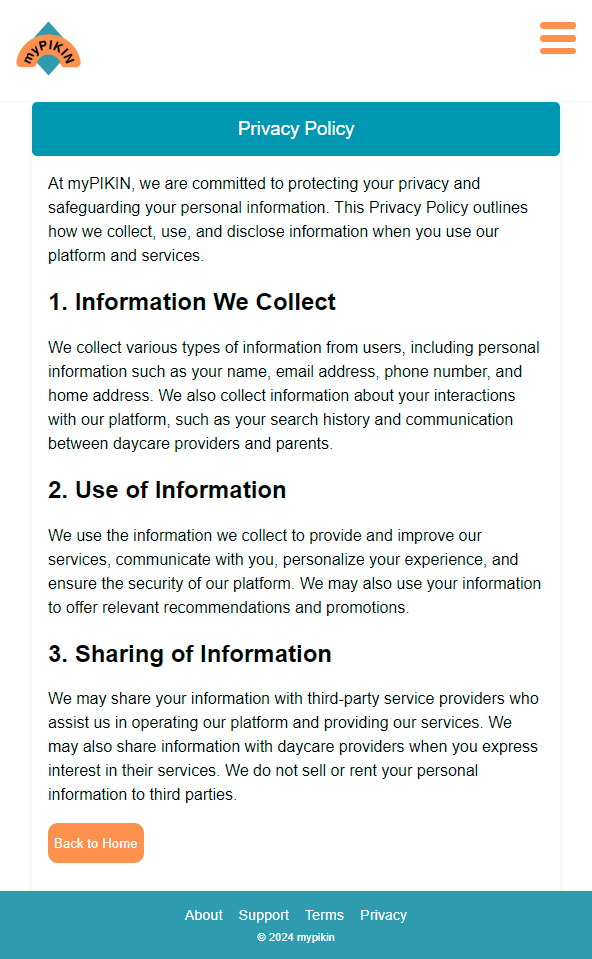 myPIKIN
Privacy Policy
At myPIKIN, we are committed to protecting your privacy and
safeguarding your personal information. This Privacy Policy outlines
how we collect, use, and disclose information when you use our
platform and services.
1. Information We Collect
We collect various types of information from users, including personal
information such as your name, email address, phone number, and
home address. We also collect information about your interactions
with our platform, such as your search history and communication
between daycare providers and parents.
2. Use of Information
We use the information we collect to provide and improve our
services, communicate with you, personalize your experience, and
ensure the security of our platform. We may also use your information
to offer relevant recommendations and promotions.
3. Sharing of Information
We may share your information with third-party service providers who
assist us in operating our platform and providing our services. We
may also share information with daycare providers when you express
interest in their services. We do not sell or rent your personal
information to third parties.
Back to Home
About Support Terms Privacy
© 2024 mypikin